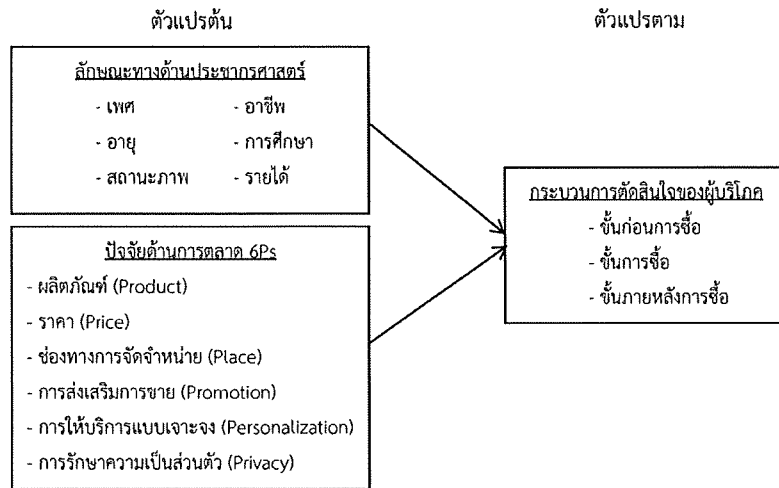 ตัวแปรต้น
ตัวแปรตาม
ลักษณะทางด้านประชากรศาสตร์
- เพศ - อาชีพ
- อายุ - การศึกษา
- สถานะภาพ - รายได้
ปัจจัยด้านการตลาด 6Ps
- ผลิตภัณฑ์ (Product)
- ราคา (Price)
- ช่องทางการจัดจำหน่าย (Place)
- การส่งเสริมการขาย (Promotion)
- การให้บริการแบบเจาะจง (Personalization)
- การรักษาความเป็นส่วนตัว (Privacy)
กระบวนการตัดสินใจของผู้บริโภค
- ขั้นก่อนการซื้อ
- ขั้นการซื้อ
- ขั้นภายหลังการซื้อ